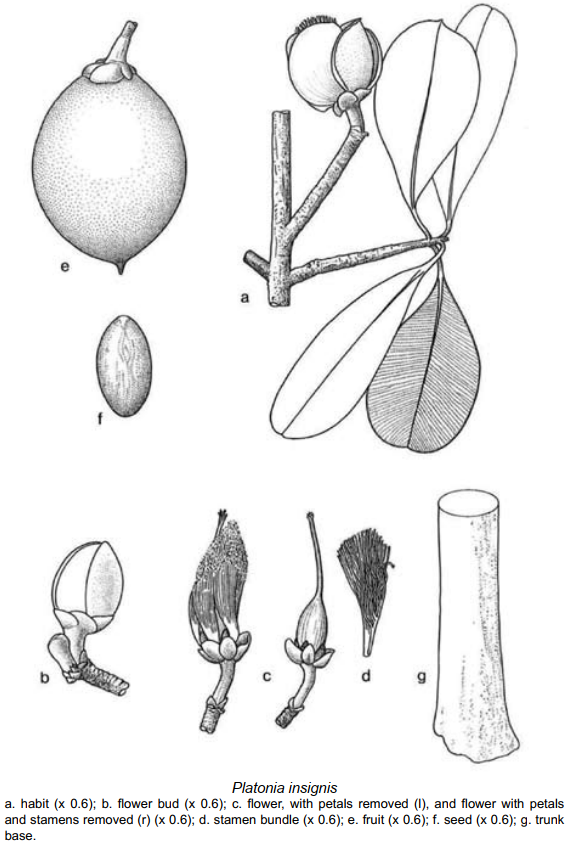 e
a
f
b
c
d
g
Platonia insignis
a. habit (x 0.6); b. flower bud (x 0.6); c. flower, with petals removed (l), and flower with petals
and stamens removed (r) (x 0.6); d. stamen bundle (x 0.6); e. fruit (x 0.6); f. seed (x 0.6); g. trunk
base.